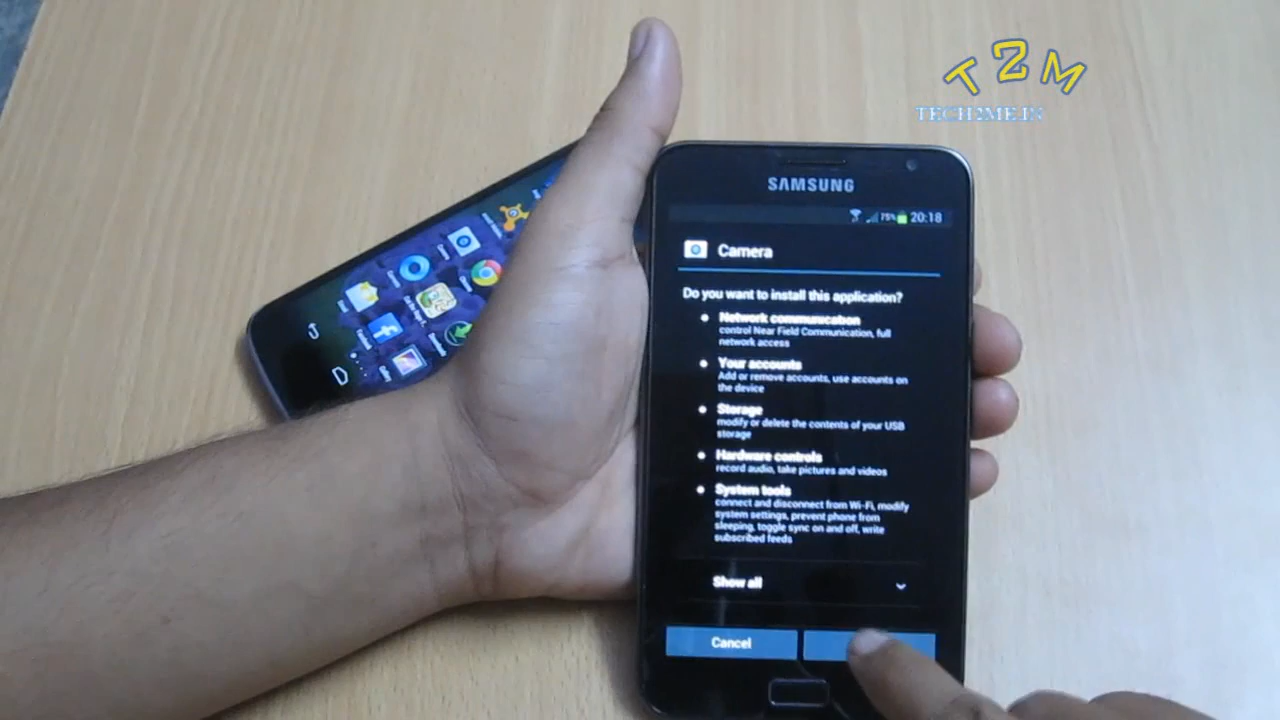 T2M
TECH2ME.IN
SAMSUNG
75% 20:18
Camera
Do you want to install this application?
Network communication
control Near Field Communication, full
network access
Your accounts
Add or remove accounts, use accounts on
the device
Storage
modify or delete the contents of your USB
storage
Hardware controls
record audio, take pictures and videos
System tools
connect and disconnect from Wi-Fi, modify
system settings, prevent phone from
sleeping, toggle sync on and off, write
subscribed feeds
Show all
Cancel